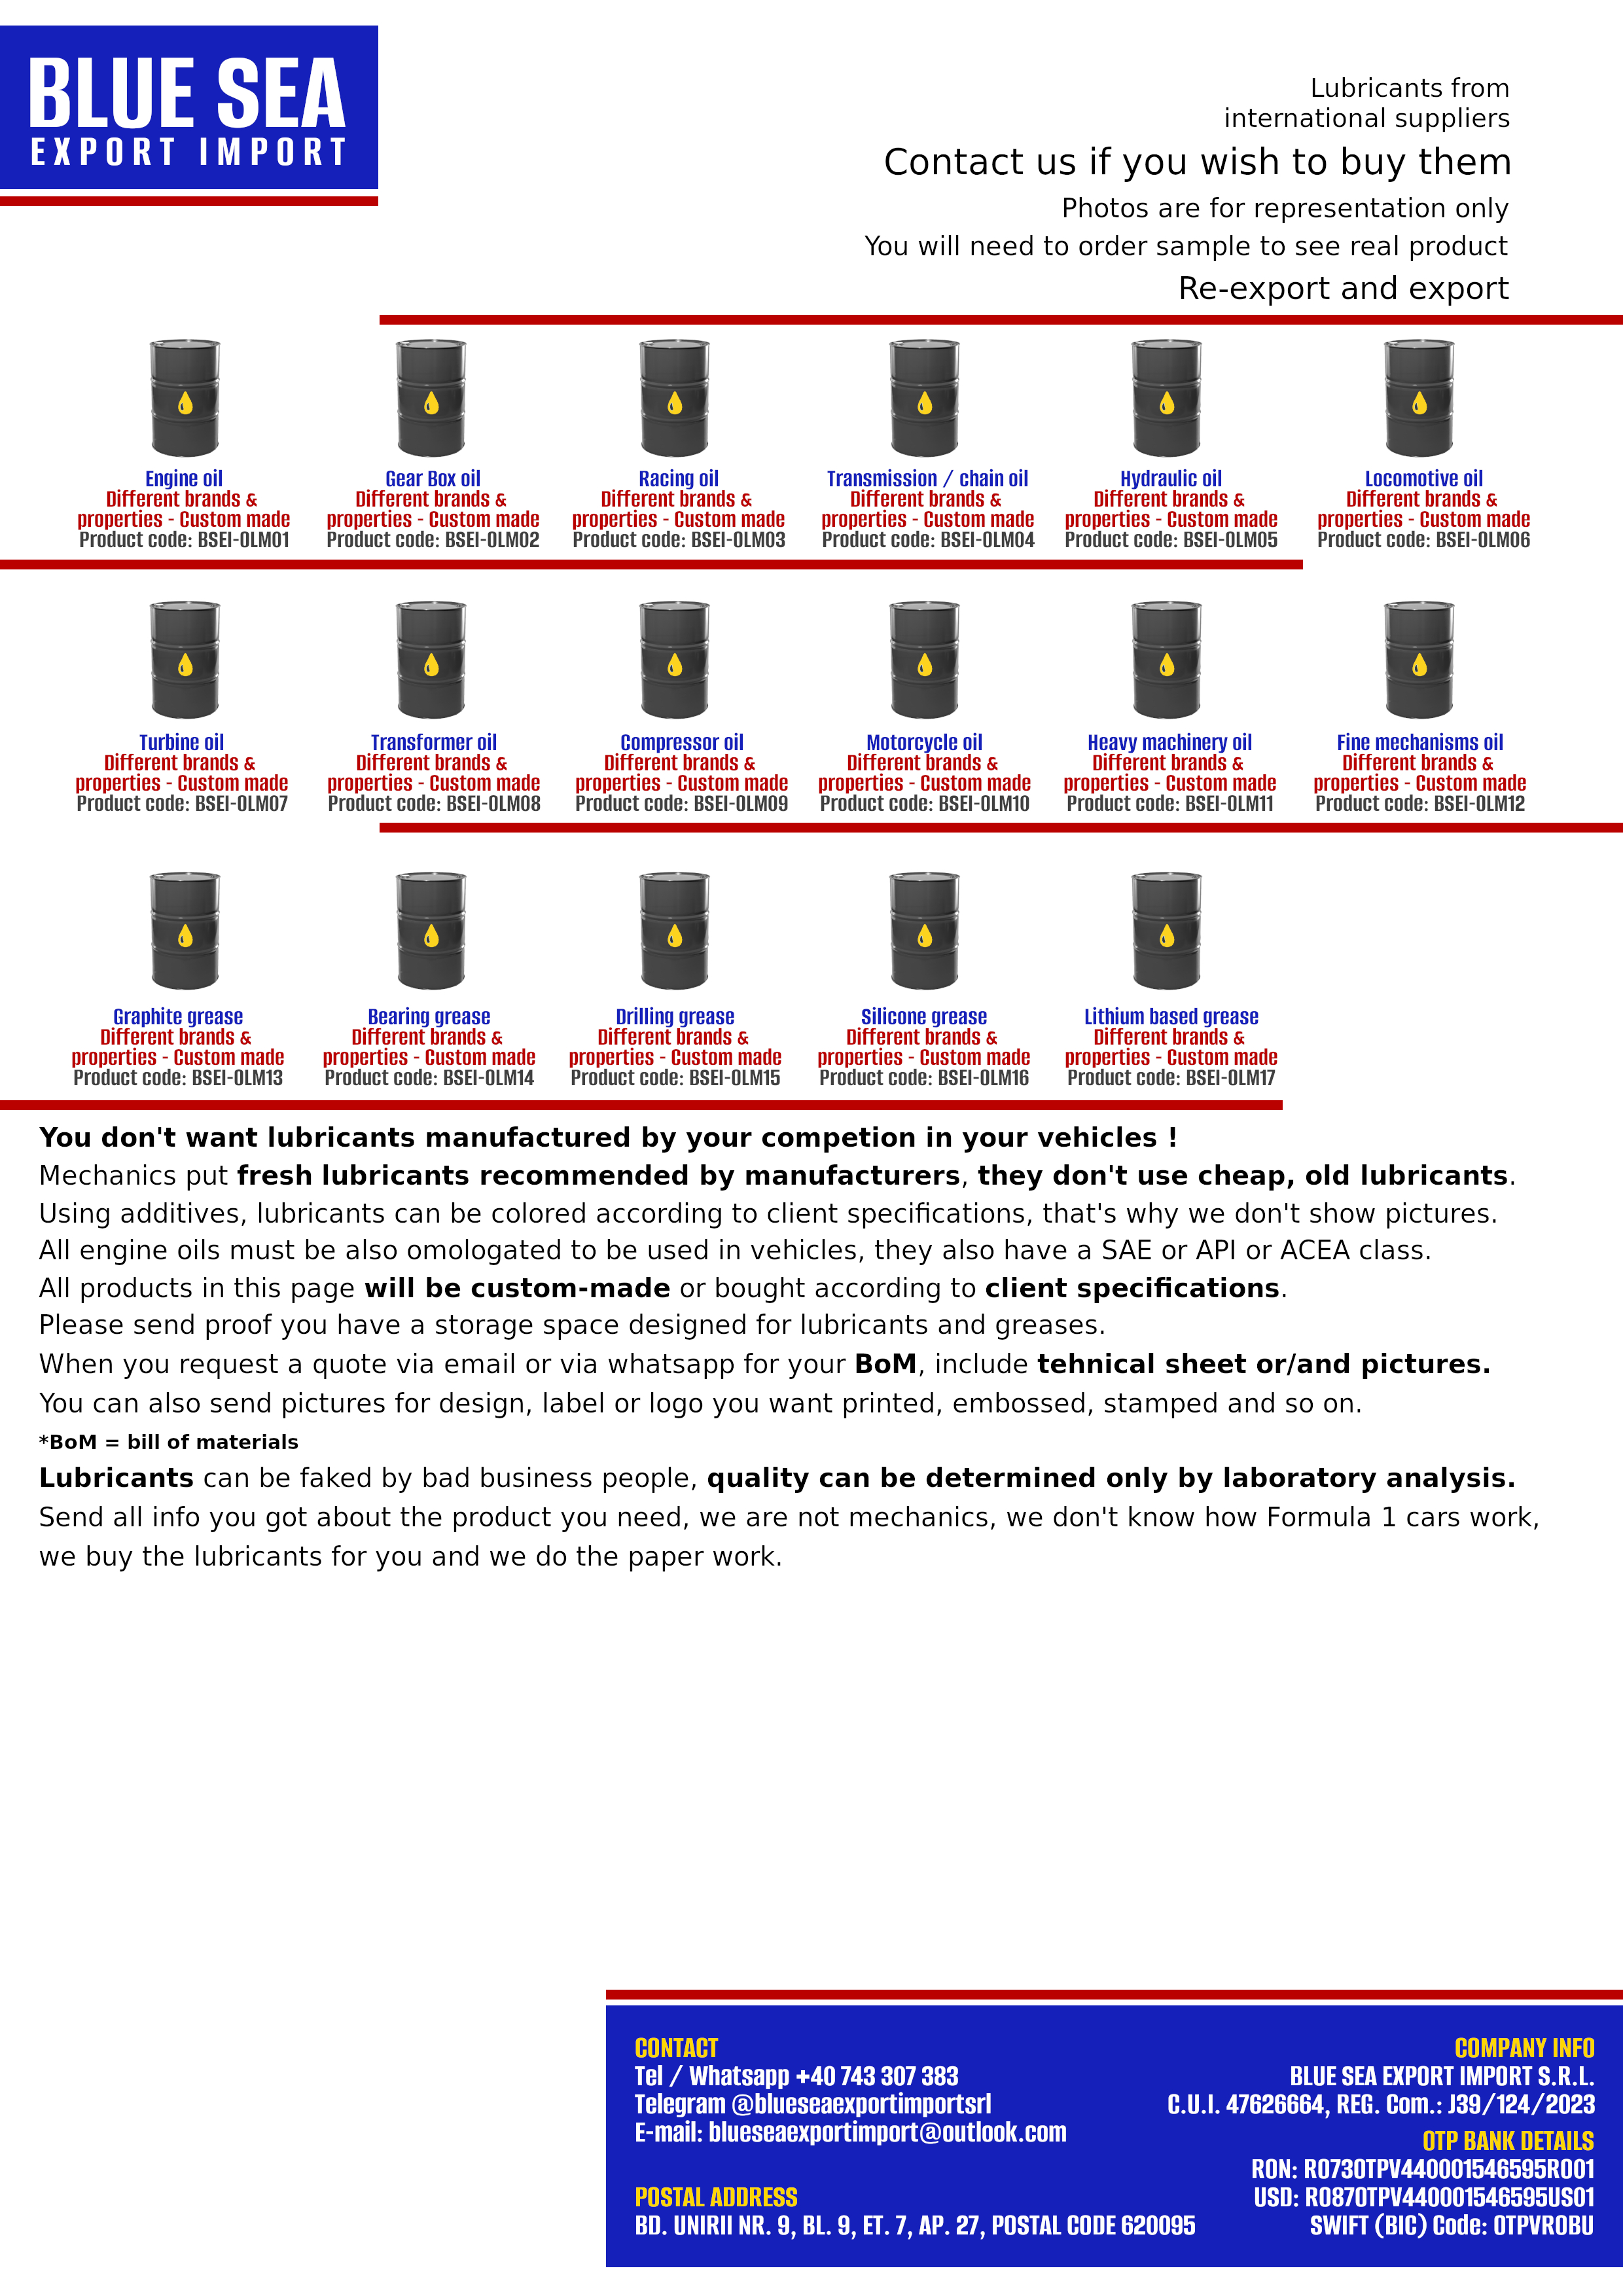 BLUE SEA
EXPORT IMPORT
Lubricants from
international suppliers
Contact us if you wish to buy them
Photos are for representation only
You will need to order sample to see real product
Re-export and export
Engine oil
Different brands &
properties - Custom made
Product code: BSEI-OLM01
Gear Box oil
Different brands &
properties - Custom made
Product code: BSEI-OLM02
Racing oil
Different brands &
properties - Custom made
Product code: BSEI-OLM03
Transmission / chain oil
Different brands &
properties - Custom made
Product code: BSEI-OLM04
Hydraulic oil
Different brands &
properties - Custom made
Product code: BSEI-OLM05
Locomotive oil
Different brands &
properties - Custom made
Product code: BSEI-OLM06
Turbine oil
Different brands &
properties - Custom made
Product code: BSEI-OLM07
Transformer oil
Different brands &
properties - Custom made
Product code: BSEI-OLM08
Compressor oil
Different brands &
properties - Custom made
Product code: BSEI-OLM09
Motorcycle oil
Different brands &
properties - Custom made
Product code: BSEI-OLM10
Heavy machinery oil
Different brands &
properties - Custom made
Product code: BSEI-OLM11
Fine mechanisms oil
Different brands &
properties - Custom made
Product code: BSEI-OLM12
Graphite grease
Different brands &
properties - Custom made
Product code: BSEI-OLM13
Bearing grease
Different brands &
properties - Custom made
Product code: BSEI-OLM14
Drilling grease
Different brands &
properties - Custom made
Product code: BSEI-OLM15
Silicone grease
Different brands &
properties - Custom made
Product code: BSEI-OLM16
Lithium based grease
Different brands &
properties - Custom made
Product code: BSEI-OLM17
You don't want lubricants manufactured by your competion in your vehicles !
Mechanics put fresh lubricants recommended by manufacturers, they don't use cheap, old lubricants.
Using additives, lubricants can be colored according to client specifications, that's why we don't show pictures.
All engine oils must be also omologated to be used in vehicles, they also have a SAE or API or ACEA class.
All products in this page will be custom-made or bought according to client specifications.
Please send proof you have a storage space designed for lubricants and greases.
When you request a quote via email or via whatsapp for your BoM, include tehnical sheet or/and pictures.
You can also send pictures for design, label or logo you want printed, embossed, stamped and so on.
*BoM = bill of materials
Lubricants can be faked by bad business people, quality can be determined only by laboratory analysis.
Send all info you got about the product you need, we are not mechanics, we don't know how Formula 1 cars work,
we buy the lubricants for you and we do the paper work.
CONTACT
Tel / Whatsapp +40 743 307 383
Telegram @blueseaexportimportsrl
E-mail: blueseaexportimport@outlook.com
POSTAL ADDRESS
BD. UNIRII NR. 9, BL. 9, ET. 7, AP. 27, POSTAL CODE 620095
COMPANY INFO
BLUE SEA EXPORT IMPORT S.R.L.
C.U.I. 47626664, REG. Com.: J39/124/2023
OTP BANK DETAILS
RON: RO73OTPV440001546595RO01
USD: RO87OTPV440001546595US01
SWIFT (BIC) Code: OTPVROBU